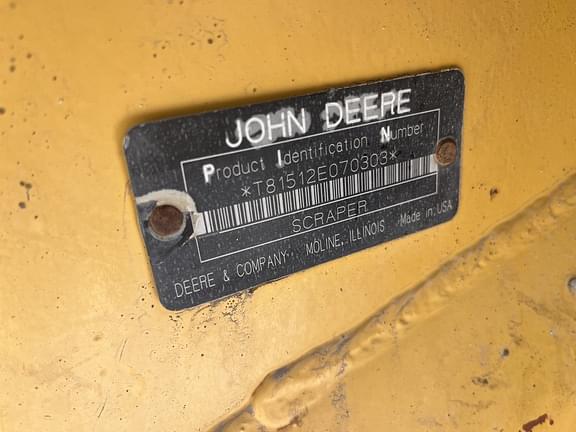 JOHN DEERE
Product Identification Number
*T81512E070303*
SCRAPER
DEERE & COMPANY MOLINE, ILLINOIS Made in USA